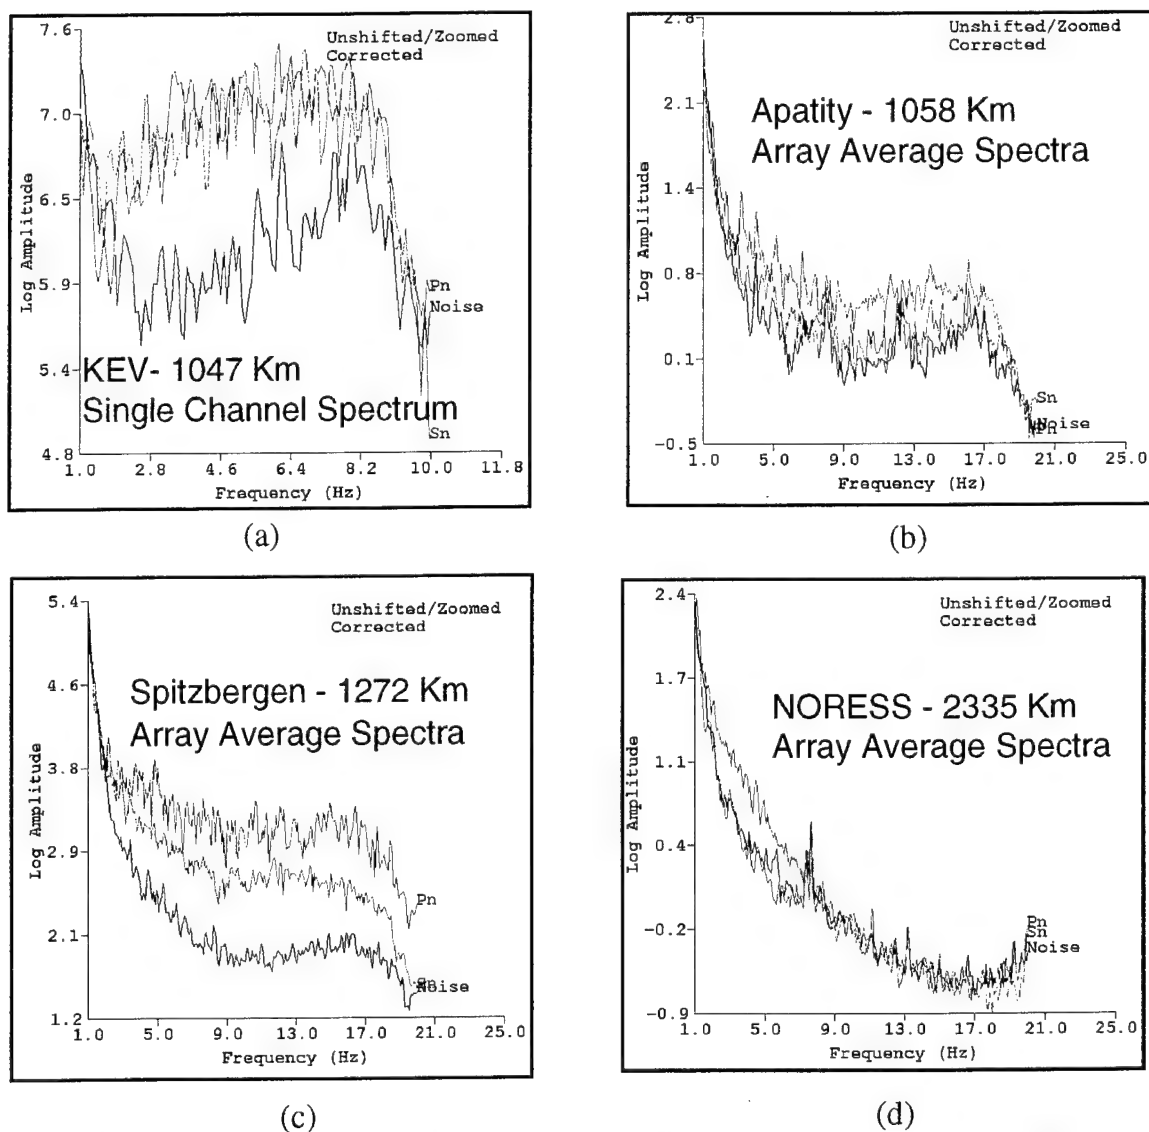 7.6
7.0
6.5
5.9
5.4
4.8
Log Amplitude
Unshifted/Zoomed
Corrected
Pn
Noise
Sn
KEV- 1047 Km
Single Channel Spectrum
1.0 2.8 4.6 6.4 8.2 10.0 11.8
Frequency (Hz)
(a)
2.8
2.1
1.4
0.8
0.1
-0.5
Log Amplitude
Unshifted/Zoomed
Corrected
Apatity - 1058 Km
Array Average Spectra
Sn
Noise
Pn
1.0 5.0 9.0 13.0 17.0 21.0 25.0
Frequency (Hz)
(b)
5.4
4.6
3.8
2.9
2.1
1.2
Log Amplitude
Unshifted/Zoomed
Corrected
Spitzbergen - 1272 Km
Array Average Spectra
Pn
Sn
Noise
1.0 5.0 9.0 13.0 17.0 21.0 25.0
Frequency (Hz)
(c)
2.4
1.7
1.1
0.4
-0.2
-0.9
Log Amplitude
Unshifted/Zoomed
Corrected
NORESS - 2335 Km
Array Average Spectra
Pn
Sn
Noise
1.0 5.0 9.0 13.0 17.0 21.0 25.0
Frequency (Hz)
(d)